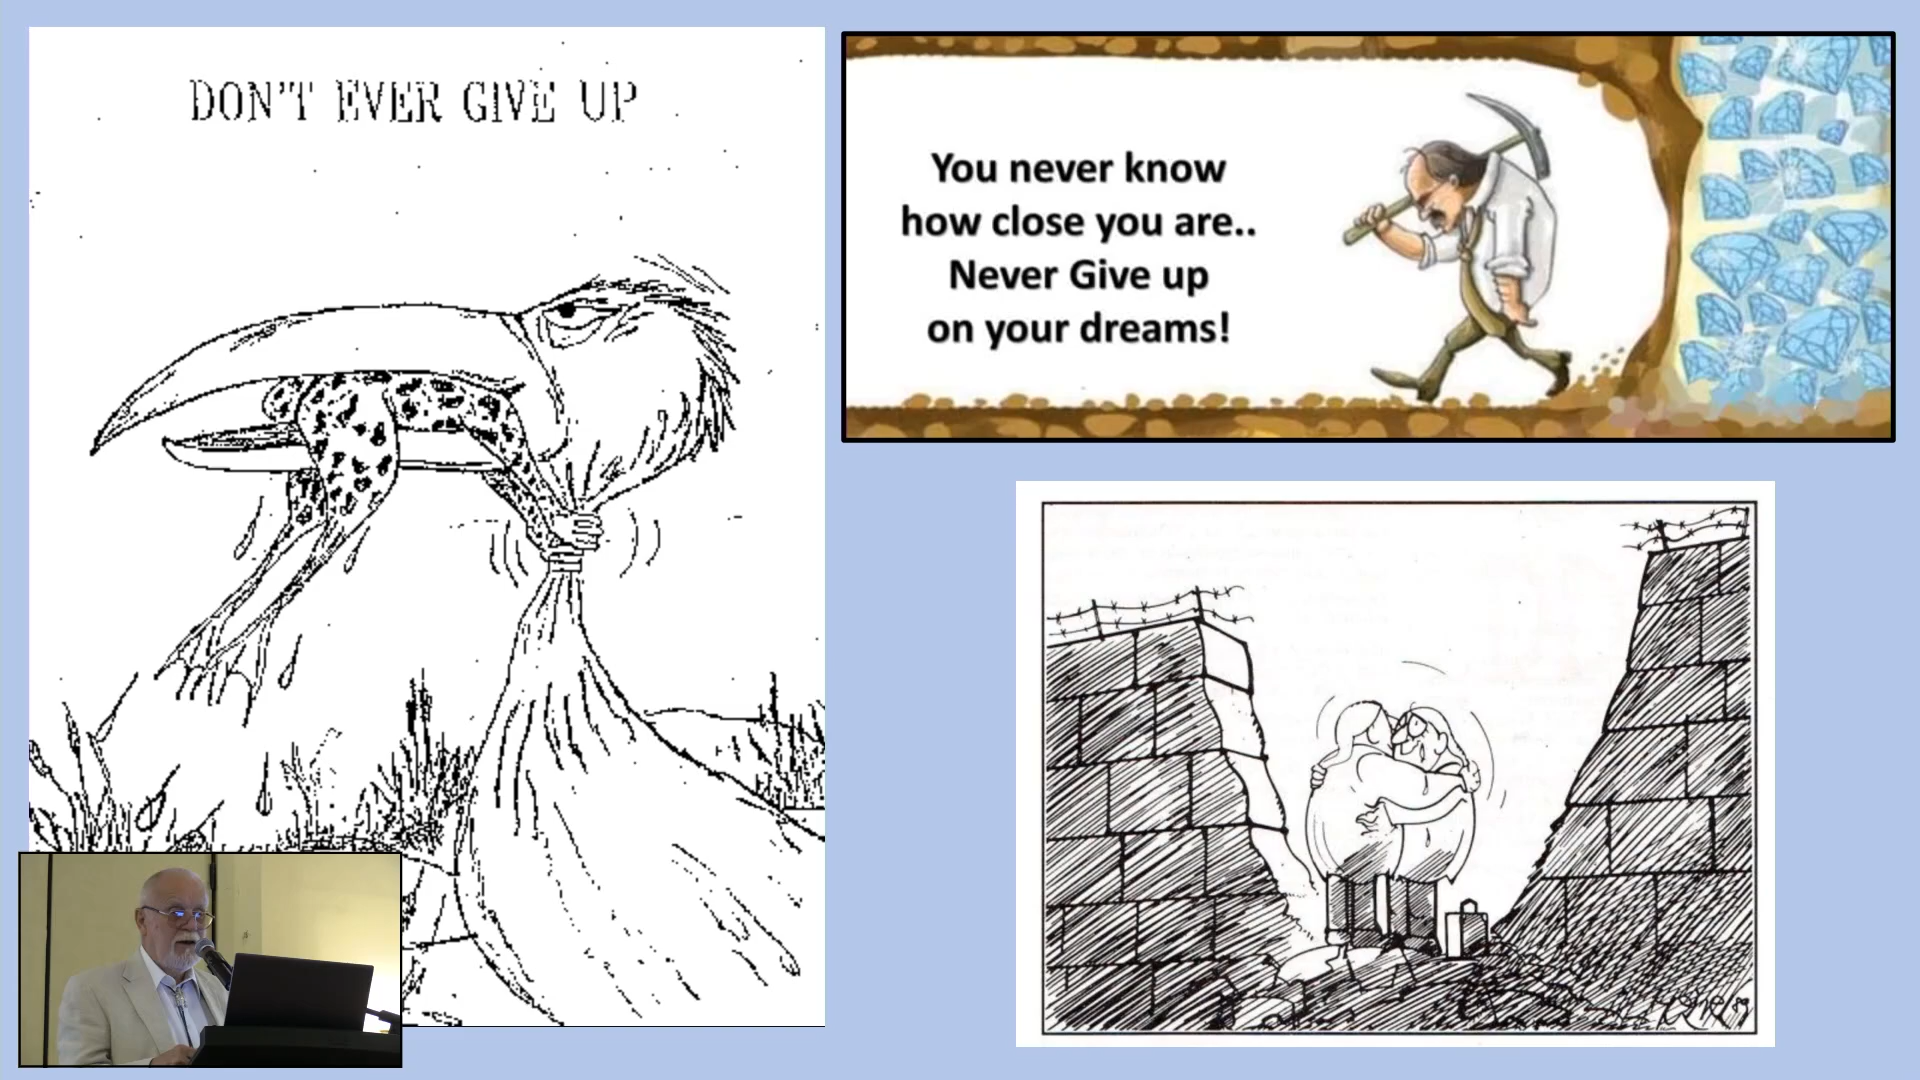 DON'T EVER GIVE UP
You never know
how close you are..
Never Give up
on your dreams!